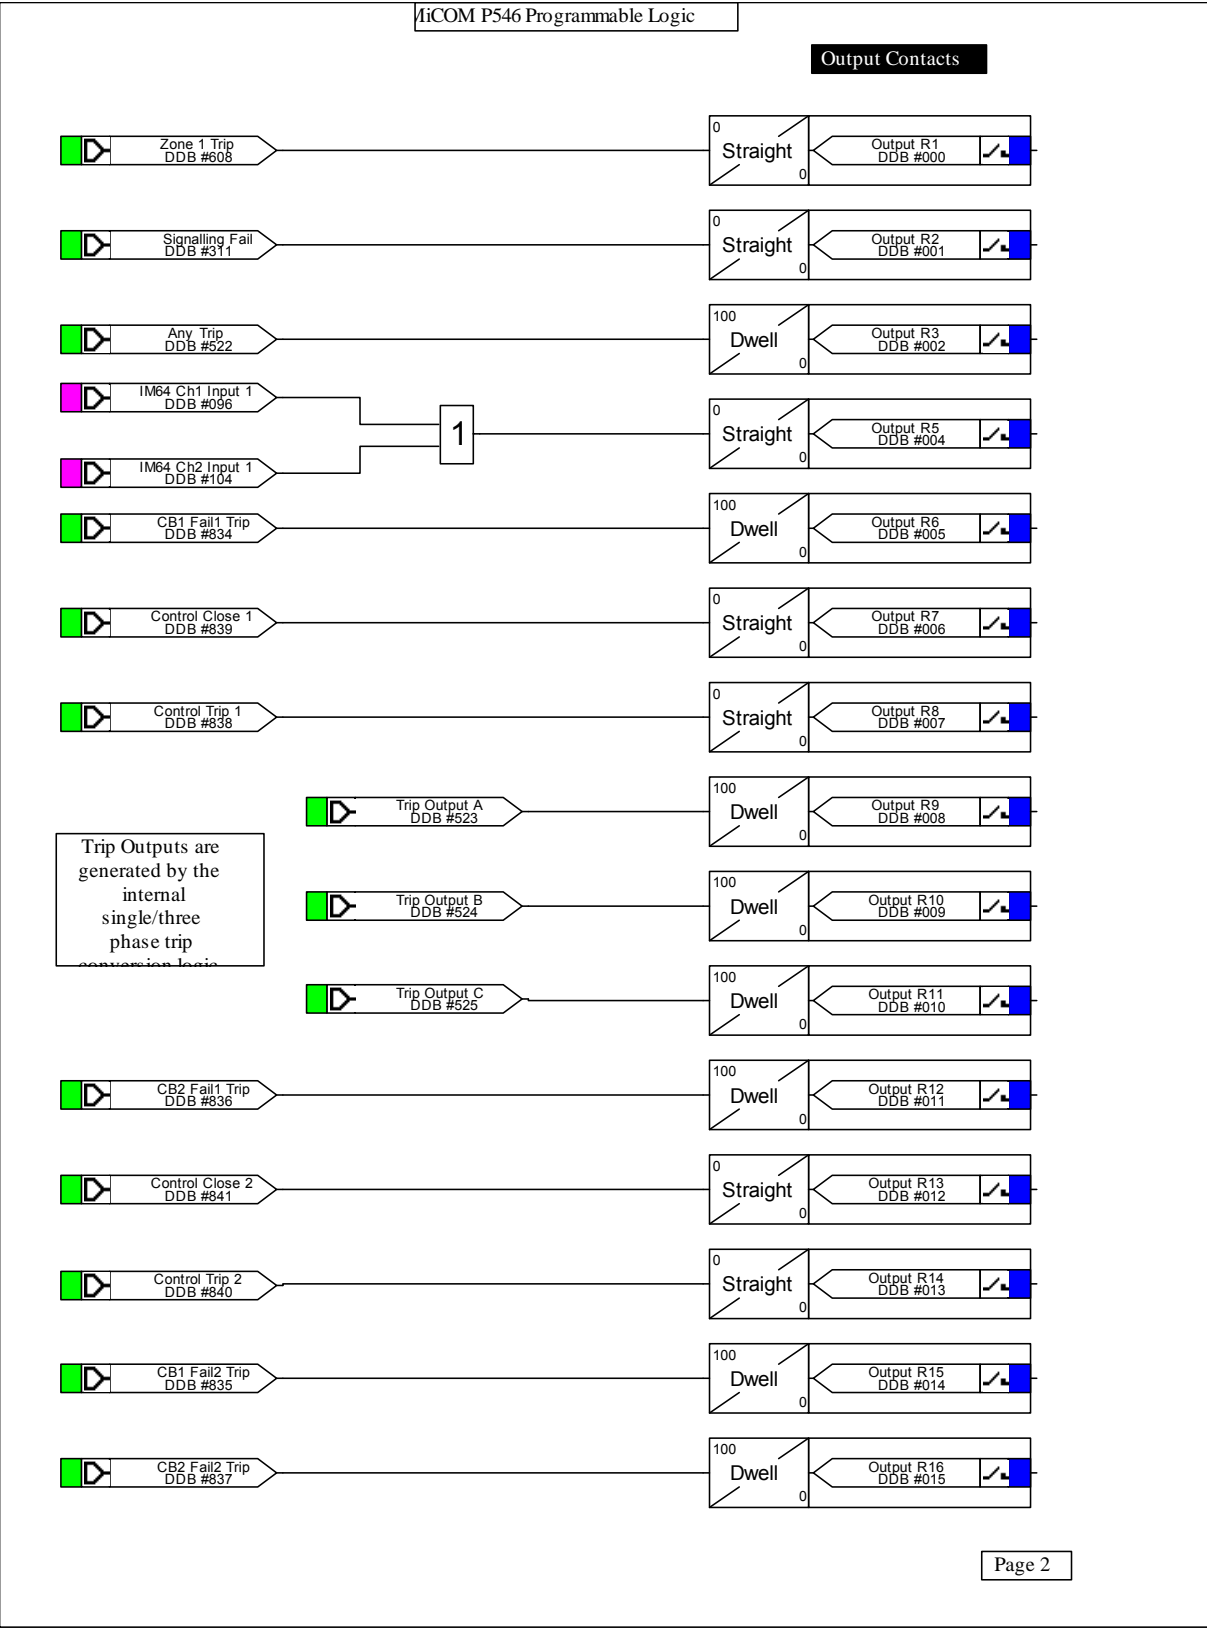 MiCOM P546 Programmable Logic
Output Contacts
Zone 1 Trip
DDB #608
0
Straight
0
Output R1
DDB #000
Signalling Fail
DDB #311
0
Straight
0
Output R2
DDB #001
Any Trip
DDB #522
100
Dwell
0
Output R3
DDB #002
IM64 Ch1 Input 1
DDB #096
IM64 Ch2 Input 1
DDB #104
1
0
Straight
0
Output R5
DDB #004
CB1 Fail1 Trip
DDB #834
100
Dwell
0
Output R6
DDB #005
Control Close 1
DDB #839
0
Straight
0
Output R7
DDB #006
Control Trip 1
DDB #838
0
Straight
0
Output R8
DDB #007
Trip Output A
DDB #523
100
Dwell
0
Output R9
DDB #008
Trip Outputs are
generated by the
internal
single/three
phase trip
conversion logic
Trip Output B
DDB #524
100
Dwell
0
Output R10
DDB #009
Trip Output C
DDB #525
100
Dwell
0
Output R11
DDB #010
CB2 Fail1 Trip
DDB #836
100
Dwell
0
Output R12
DDB #011
Control Close 2
DDB #841
0
Straight
0
Output R13
DDB #012
Control Trip 2
DDB #840
0
Straight
0
Output R14
DDB #013
CB1 Fail2 Trip
DDB #835
100
Dwell
0
Output R15
DDB #014
CB2 Fail2 Trip
DDB #837
100
Dwell
0
Output R16
DDB #015
Page 2